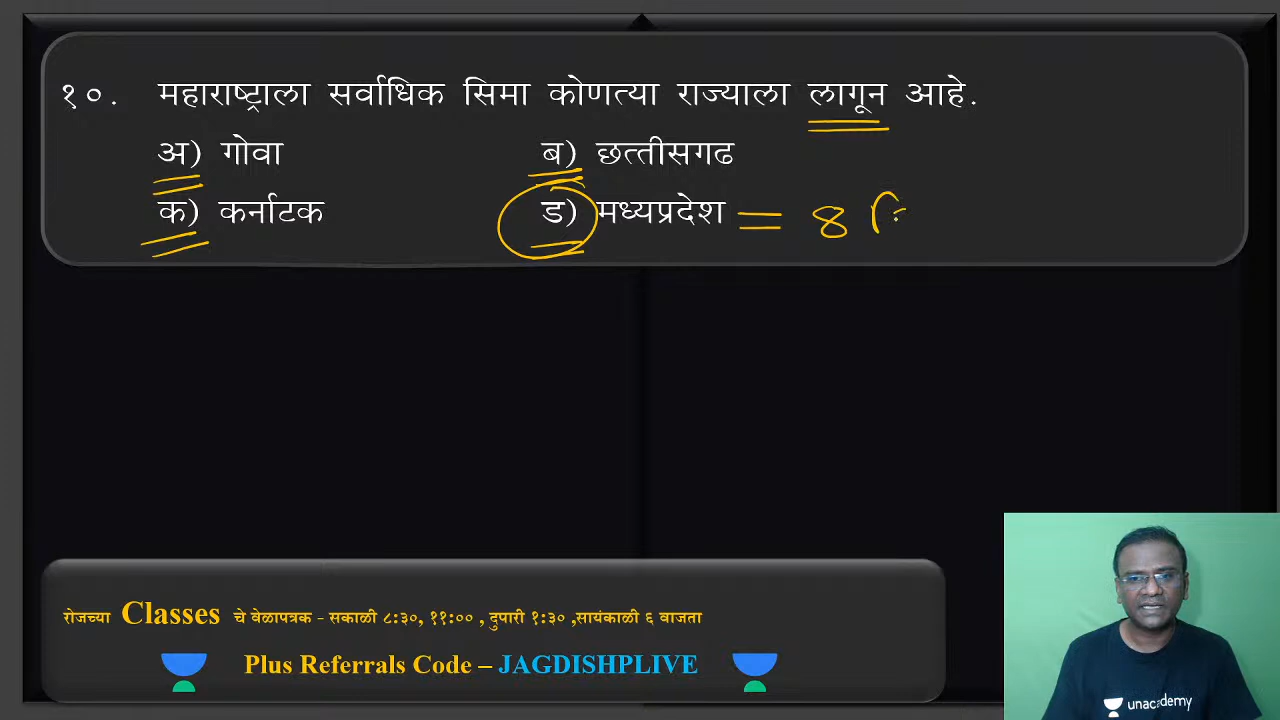 १०. महाराष्ट्राला सर्वाधिक सिमा कोणत्या राज्याला लागून आहे.
अ) गोवा ब) छत्तीसगढ
क) कर्नाटक ड) मध्यप्रदेश = 8
रोजच्या Classes चे वेळापत्रक - सकाळी ८:३०, ११:०० , दुपारी १:३० ,सायंकाळी ६ वाजता
Plus Referrals Code – JAGDISHPLIVE
unacademy